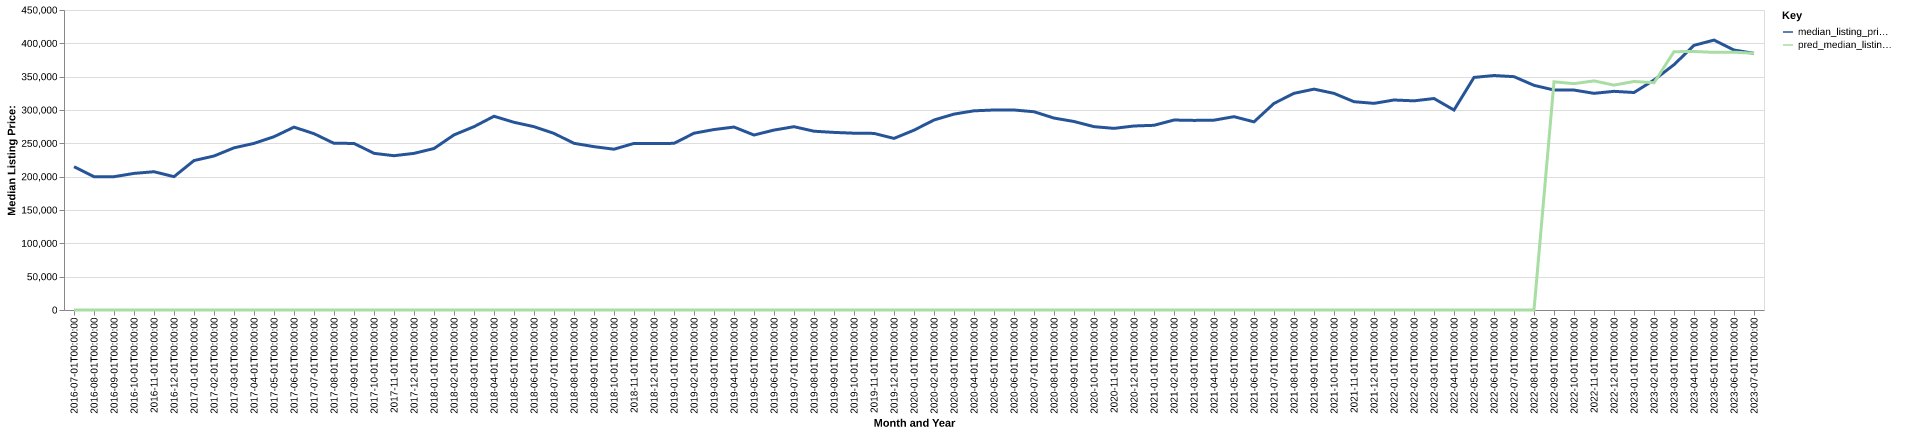 Key
median_listing_pri…
pred_median_listin…
Median Listing Price:
450,000
400,000
350,000
300,000
250,000
200,000
150,000
100,000
50,000
0
2016-07-01T00:00:00
2016-08-01T00:00:00
2016-09-01T00:00:00
2016-10-01T00:00:00
2016-11-01T00:00:00
2016-12-01T00:00:00
2017-01-01T00:00:00
2017-02-01T00:00:00
2017-03-01T00:00:00
2017-04-01T00:00:00
2017-05-01T00:00:00
2017-06-01T00:00:00
2017-07-01T00:00:00
2017-08-01T00:00:00
2017-09-01T00:00:00
2017-10-01T00:00:00
2017-11-01T00:00:00
2017-12-01T00:00:00
2018-01-01T00:00:00
2018-02-01T00:00:00
2018-03-01T00:00:00
2018-04-01T00:00:00
2018-05-01T00:00:00
2018-06-01T00:00:00
2018-07-01T00:00:00
2018-08-01T00:00:00
2018-09-01T00:00:00
2018-10-01T00:00:00
2018-11-01T00:00:00
2018-12-01T00:00:00
2019-01-01T00:00:00
2019-02-01T00:00:00
2019-03-01T00:00:00
2019-04-01T00:00:00
2019-05-01T00:00:00
2019-06-01T00:00:00
2019-07-01T00:00:00
2019-08-01T00:00:00
2019-09-01T00:00:00
2019-10-01T00:00:00
2019-11-01T00:00:00
2019-12-01T00:00:00
2020-01-01T00:00:00
2020-02-01T00:00:00
2020-03-01T00:00:00
2020-04-01T00:00:00
2020-05-01T00:00:00
2020-06-01T00:00:00
2020-07-01T00:00:00
2020-08-01T00:00:00
2020-09-01T00:00:00
2020-10-01T00:00:00
2020-11-01T00:00:00
2020-12-01T00:00:00
2021-01-01T00:00:00
2021-02-01T00:00:00
2021-03-01T00:00:00
2021-04-01T00:00:00
2021-05-01T00:00:00
2021-06-01T00:00:00
2021-07-01T00:00:00
2021-08-01T00:00:00
2021-09-01T00:00:00
2021-10-01T00:00:00
2021-11-01T00:00:00
2021-12-01T00:00:00
2022-01-01T00:00:00
2022-02-01T00:00:00
2022-03-01T00:00:00
2022-04-01T00:00:00
2022-05-01T00:00:00
2022-06-01T00:00:00
2022-07-01T00:00:00
2022-08-01T00:00:00
2022-09-01T00:00:00
2022-10-01T00:00:00
2022-11-01T00:00:00
2022-12-01T00:00:00
2023-01-01T00:00:00
2023-02-01T00:00:00
2023-03-01T00:00:00
2023-04-01T00:00:00
2023-05-01T00:00:00
2023-06-01T00:00:00
2023-07-01T00:00:00
Month and Year